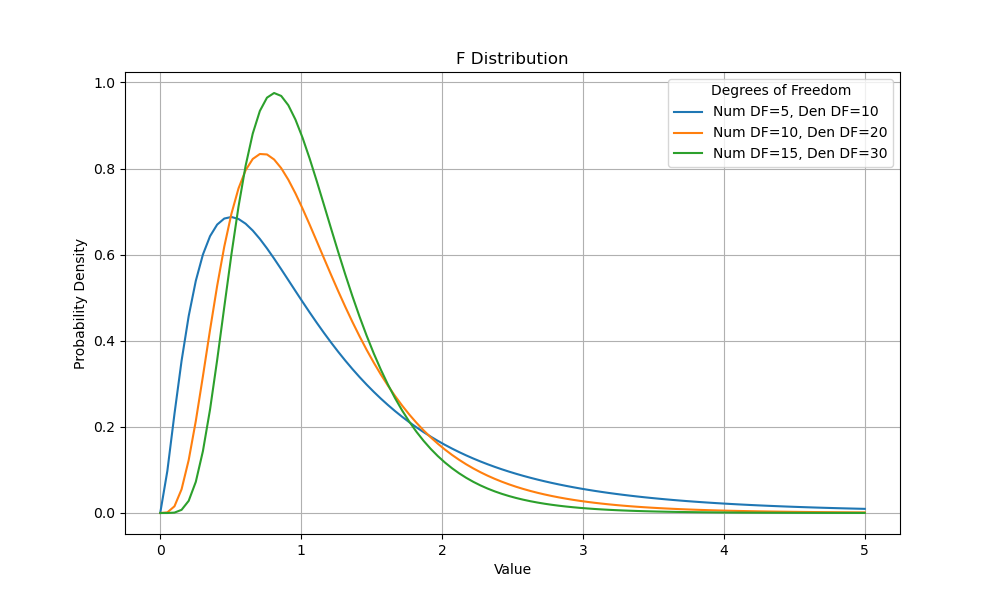 F Distribution
Degrees of Freedom
Num DF=5, Den DF=10
Num DF=10, Den DF=20
Num DF=15, Den DF=30
Probability Density
1.0
0.8
0.6
0.4
0.2
0.0
0 1 2 3 4 5
Value